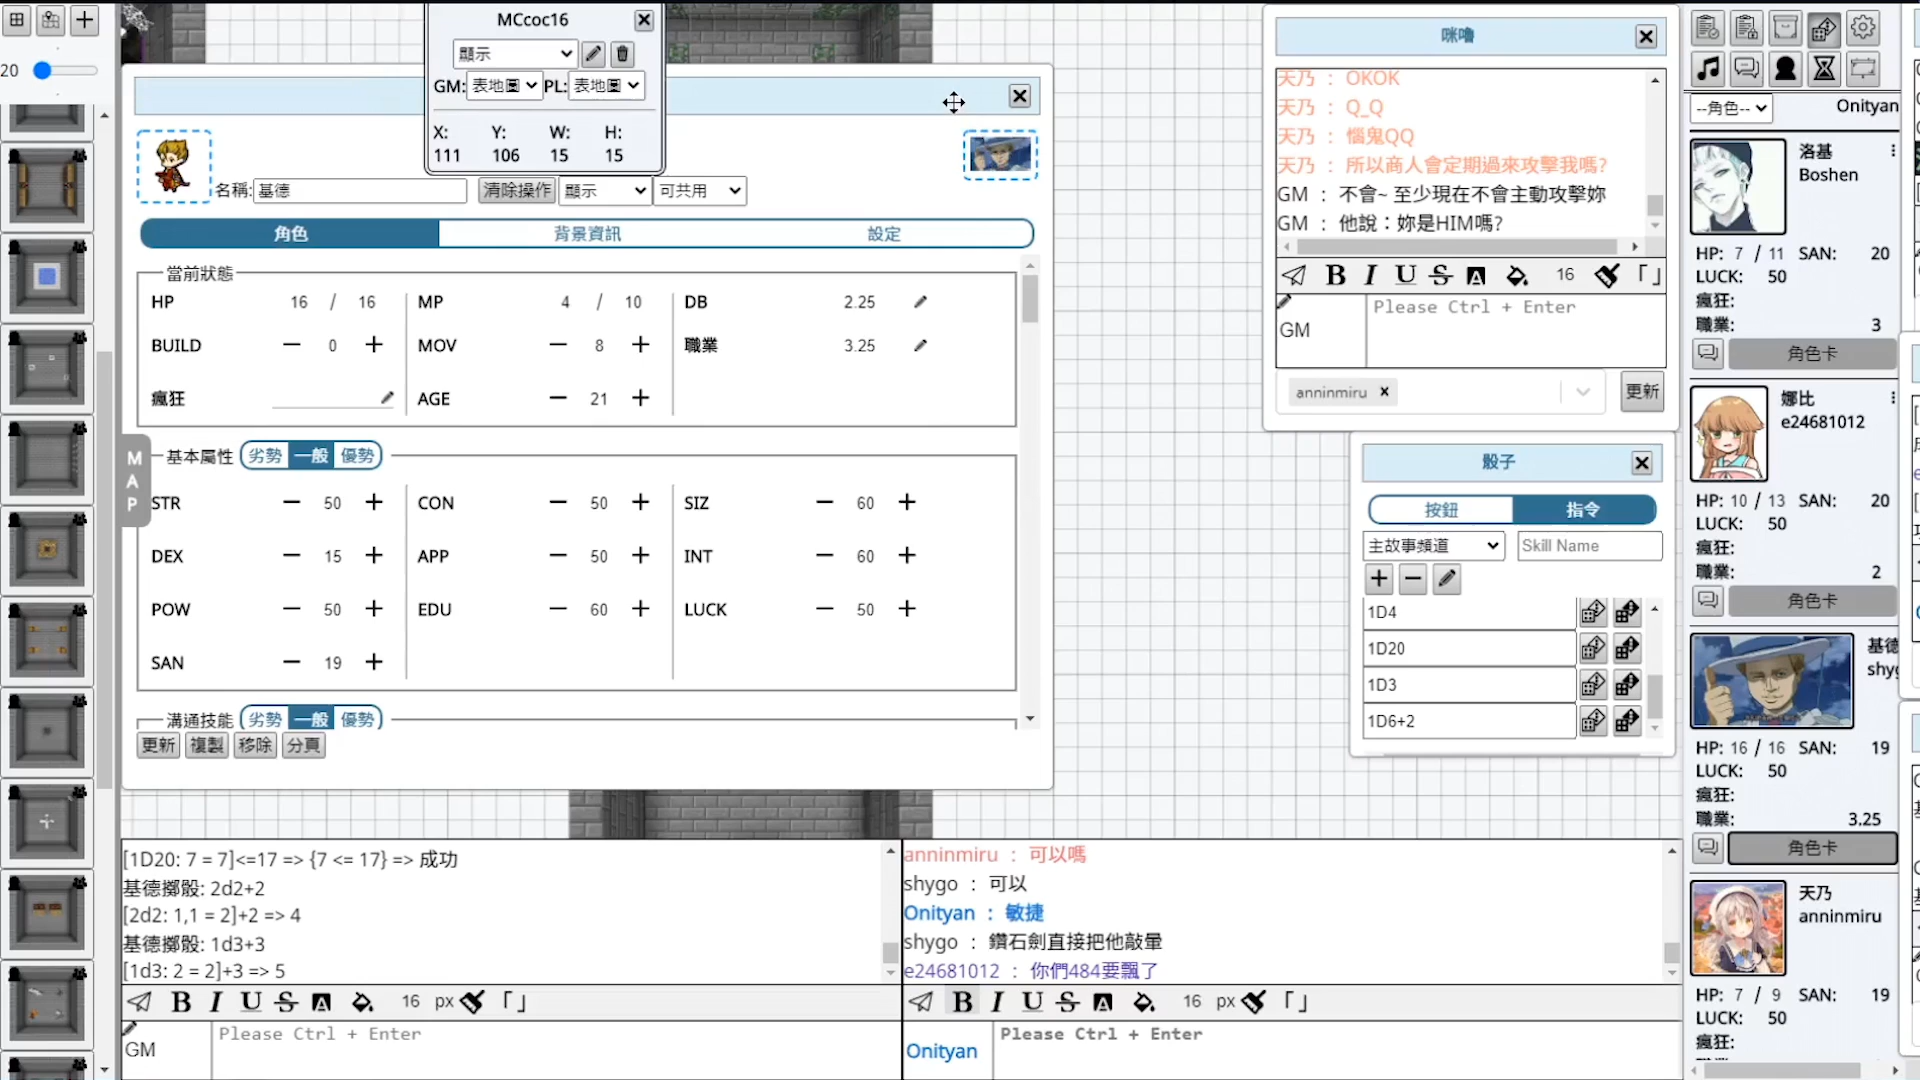 20
MCcoc16
顯示
GM: 表地圖 PL: 表地圖
X: Y: W: H:
111 106 15 15
名稱: 基德 清除操作 顯示 可共用
角色 背景資訊 設定
當前狀態
HP 16 / 16 MP 4 / 10 DB 2.25
BUILD 0 MOV 8 職業 3.25
瘋狂 AGE 21
MAP
基本屬性 劣勢 一般 優勢
STR 50 CON 50 SIZ 60
DEX 15 APP 50 INT 60
POW 50 EDU 60 LUCK 50
SAN 19
溝通技能 劣勢 一般 優勢
更新 複製 移除 分頁
[1D20: 7 = 7]<=17 => {7 <= 17} => 成功
基德擲骰: 2d2+2
[2d2: 1,1 = 2]+2 => 4
基德擲骰: 1d3+3
[1d3: 2 = 2]+3 => 5
B I U S A 16 px 「」
GM Please Ctrl + Enter
anninmiru : 可以嗎
shygo : 可以
Onityan : 敏捷
shygo : 鑽石劍直接把他敲暈
e24681012 : 你們484要飄了
B I U S A 16 px 「」
Onityan Please Ctrl + Enter
咪嚕
天乃 : OKOK
天乃 : Q_Q
天乃 : 惱鬼QQ
天乃 : 所以商人會定期過來攻擊我嗎?
GM : 不會~ 至少現在不會主動攻擊妳
GM : 他說：妳是HIM嗎?
B I U S A 16 「」
GM Please Ctrl + Enter
anninmiru 更新
骰子
按鈕 指令
主故事頻道 Skill Name
1D4
1D20
1D3
1D6+2
--角色-- Onityan
洛基
Boshen
HP: 7 / 11 SAN: 20
LUCK: 50
瘋狂:
職業: 3
角色卡
娜比
e24681012
HP: 10 / 13 SAN: 20
LUCK: 50
瘋狂:
職業: 2
角色卡
基德
shyg
HP: 16 / 16 SAN: 19
LUCK: 50
瘋狂:
職業: 3.25
角色卡
天乃
anninmiru
HP: 7 / 9 SAN: 19
LUCK: 50
瘋狂: